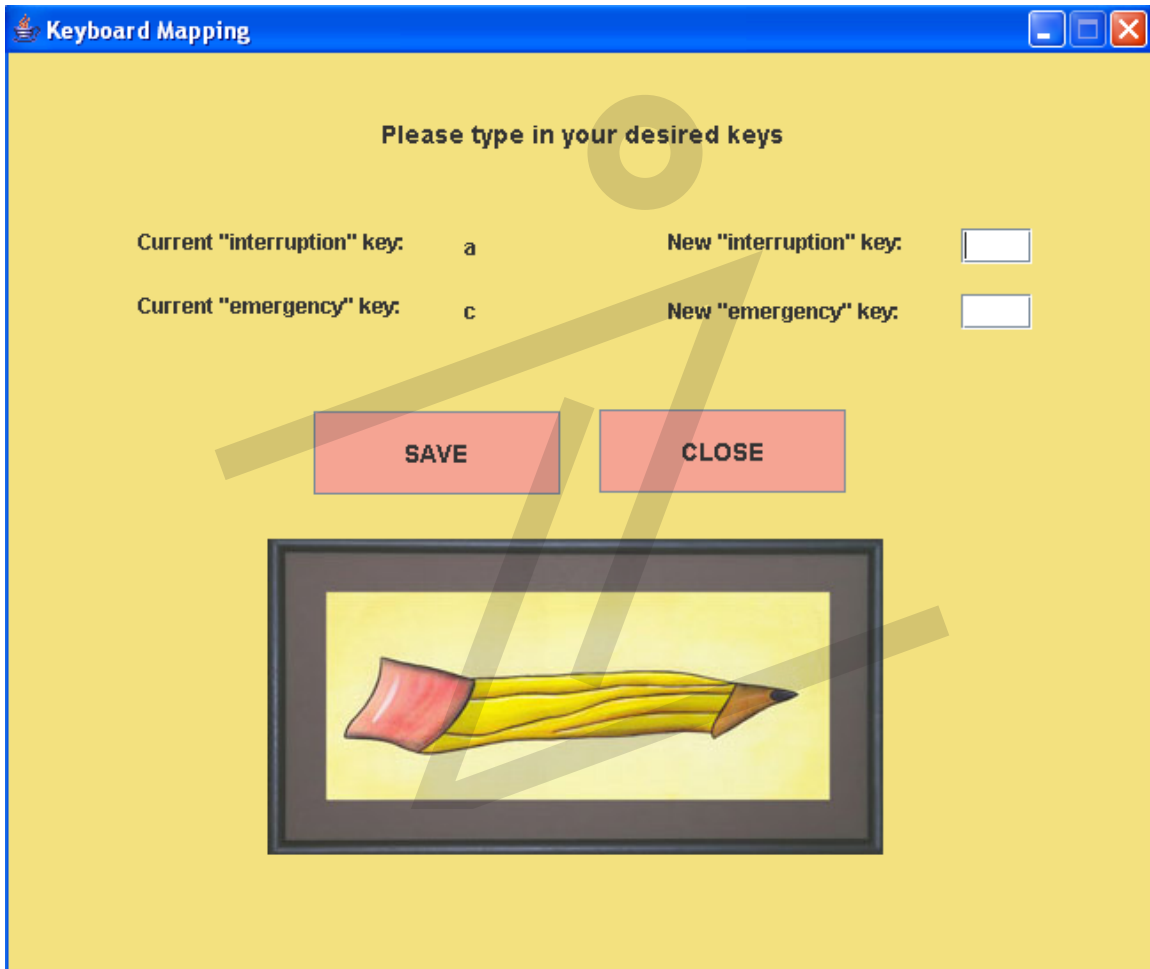 Keyboard Mapping
Please type in your desired keys
Current "interruption" key: a New "interruption" key:
Current "emergency" key: c New "emergency" key:
SAVE CLOSE